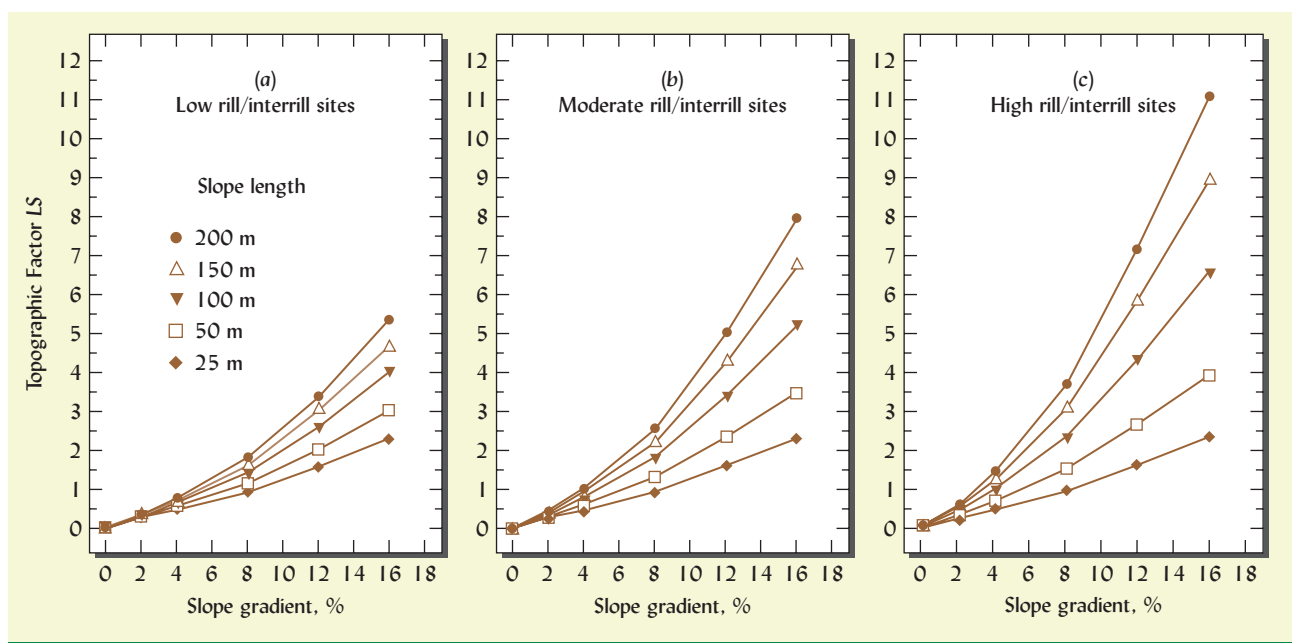 Topographic Factor LS
12
11
10
9
8
7
6
5
4
3
2
1
0
(a)
Low rill/interrill sites
Slope length
200 m
150 m
100 m
50 m
25 m
0 2 4 6 8 10 12 14 16 18
Slope gradient, %
12
11
10
9
8
7
6
5
4
3
2
1
0
(b)
Moderate rill/interrill sites
0 2 4 6 8 10 12 14 16 18
Slope gradient, %
12
11
10
9
8
7
6
5
4
3
2
1
0
(c)
High rill/interrill sites
0 2 4 6 8 10 12 14 16 18
Slope gradient, %